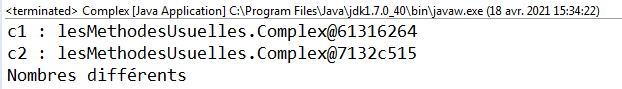 <terminated> Complex [Java Application] C:\Program Files\Java\jdk1.7.0_40\bin\javaw.exe (18 avr. 2021 15:34:22)
c1 : lesMethodesUsuelles.Complex@61316264
c2 : lesMethodesUsuelles.Complex@7132c515
Nombres différents